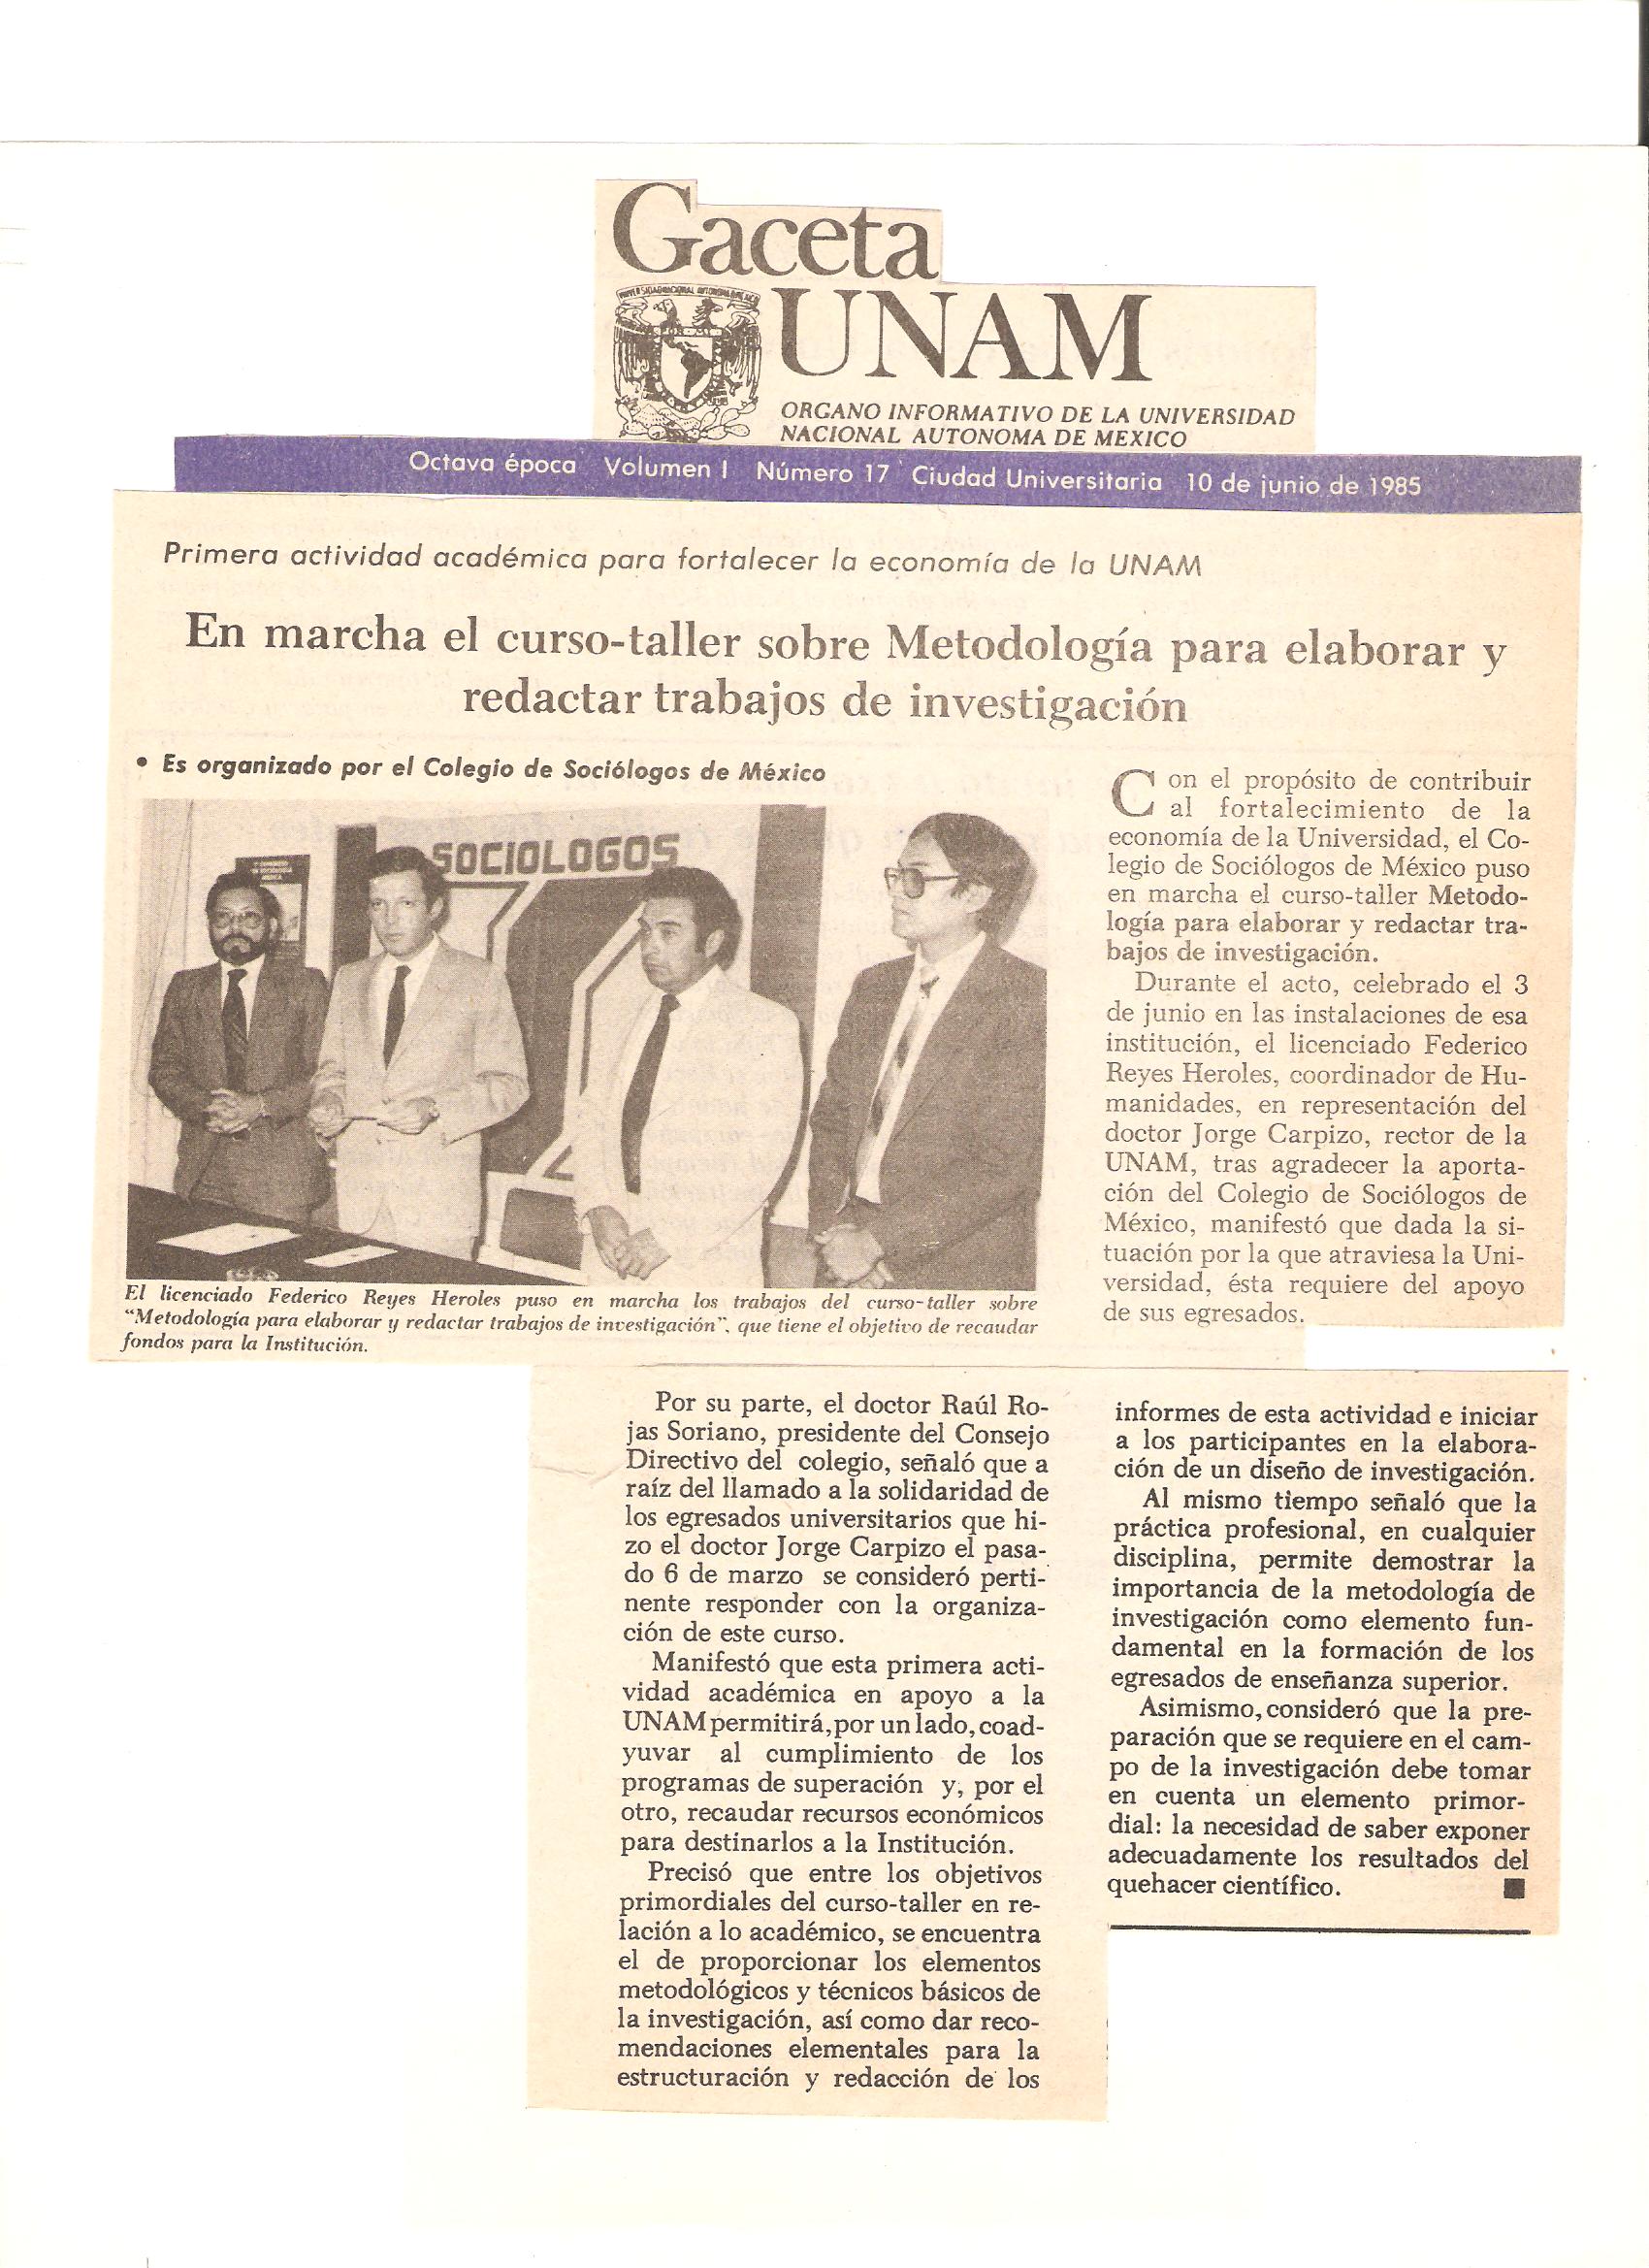 Gaceta
UNAM
ORGANO INFORMATIVO DE LA UNIVERSIDAD
NACIONAL AUTONOMA DE MEXICO
Octava época Volumen I Número 17 Ciudad Universitaria 10 de junio de 1985
Primera actividad académica para fortalecer la economía de la UNAM
En marcha el curso-taller sobre Metodología para elaborar y
redactar trabajos de investigación
• Es organizado por el Colegio de Sociólogos de México
SOCIOLOGOS
El licenciado Federico Reyes Heroles puso en marcha los trabajos del curso-taller sobre
"Metodología para elaborar y redactar trabajos de investigación", que tiene el objetivo de recaudar
fondos para la Institución.
Con el propósito de contribuir
al fortalecimiento de la
economía de la Universidad, el Co-
legio de Sociólogos de México puso
en marcha el curso-taller Metodo-
logía para elaborar y redactar tra-
bajos de investigación.
Durante el acto, celebrado el 3
de junio en las instalaciones de esa
institución, el licenciado Federico
Reyes Heroles, coordinador de Hu-
manidades, en representación del
doctor Jorge Carpizo, rector de la
UNAM, tras agradecer la aporta-
ción del Colegio de Sociólogos de
México, manifestó que dada la si-
tuación por la que atraviesa la Uni-
versidad, ésta requiere del apoyo
de sus egresados.
Por su parte, el doctor Raúl Ro-
jas Soriano, presidente del Consejo
Directivo del colegio, señaló que a
raíz del llamado a la solidaridad de
los egresados universitarios que hi-
zo el doctor Jorge Carpizo el pasa-
do 6 de marzo se consideró perti-
nente responder con la organiza-
ción de este curso.
Manifestó que esta primera acti-
vidad académica en apoyo a la
UNAM permitirá, por un lado, coad-
yuvar al cumplimiento de los
programas de superación y, por el
otro, recaudar recursos económicos
para destinarlos a la Institución.
Precisó que entre los objetivos
primordiales del curso-taller en re-
lación a lo académico, se encuentra
el de proporcionar los elementos
metodológicos y técnicos básicos de
la investigación, así como dar reco-
mendaciones elementales para la
estructuración y redacción de los
informes de esta actividad e iniciar
a los participantes en la elabora-
ción de un diseño de investigación.
Al mismo tiempo señaló que la
práctica profesional, en cualquier
disciplina, permite demostrar la
importancia de la metodología de
investigación como elemento fun-
damental en la formación de los
egresados de enseñanza superior.
Asimismo, consideró que la pre-
paración que se requiere en el cam-
po de la investigación debe tomar
en cuenta un elemento primor-
dial: la necesidad de saber exponer
adecuadamente los resultados del
quehacer científico.